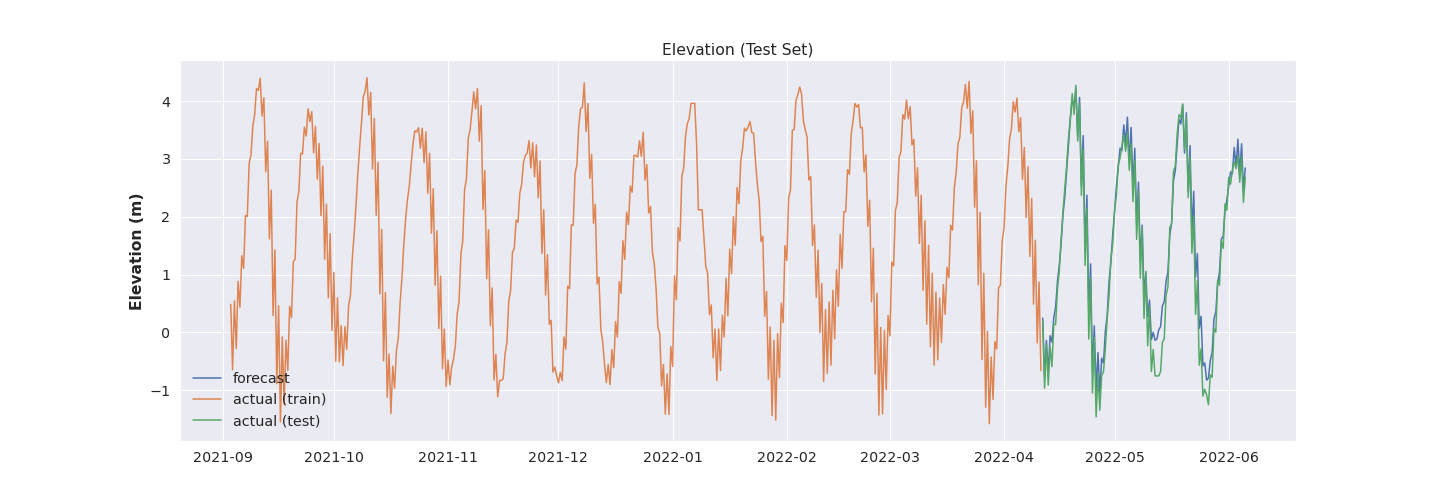 Elevation (Test Set)
Elevation (m)
4
3
2
1
0
−1
forecast
actual (train)
actual (test)
2021-09 2021-10 2021-11 2021-12 2022-01 2022-02 2022-03 2022-04 2022-05 2022-06